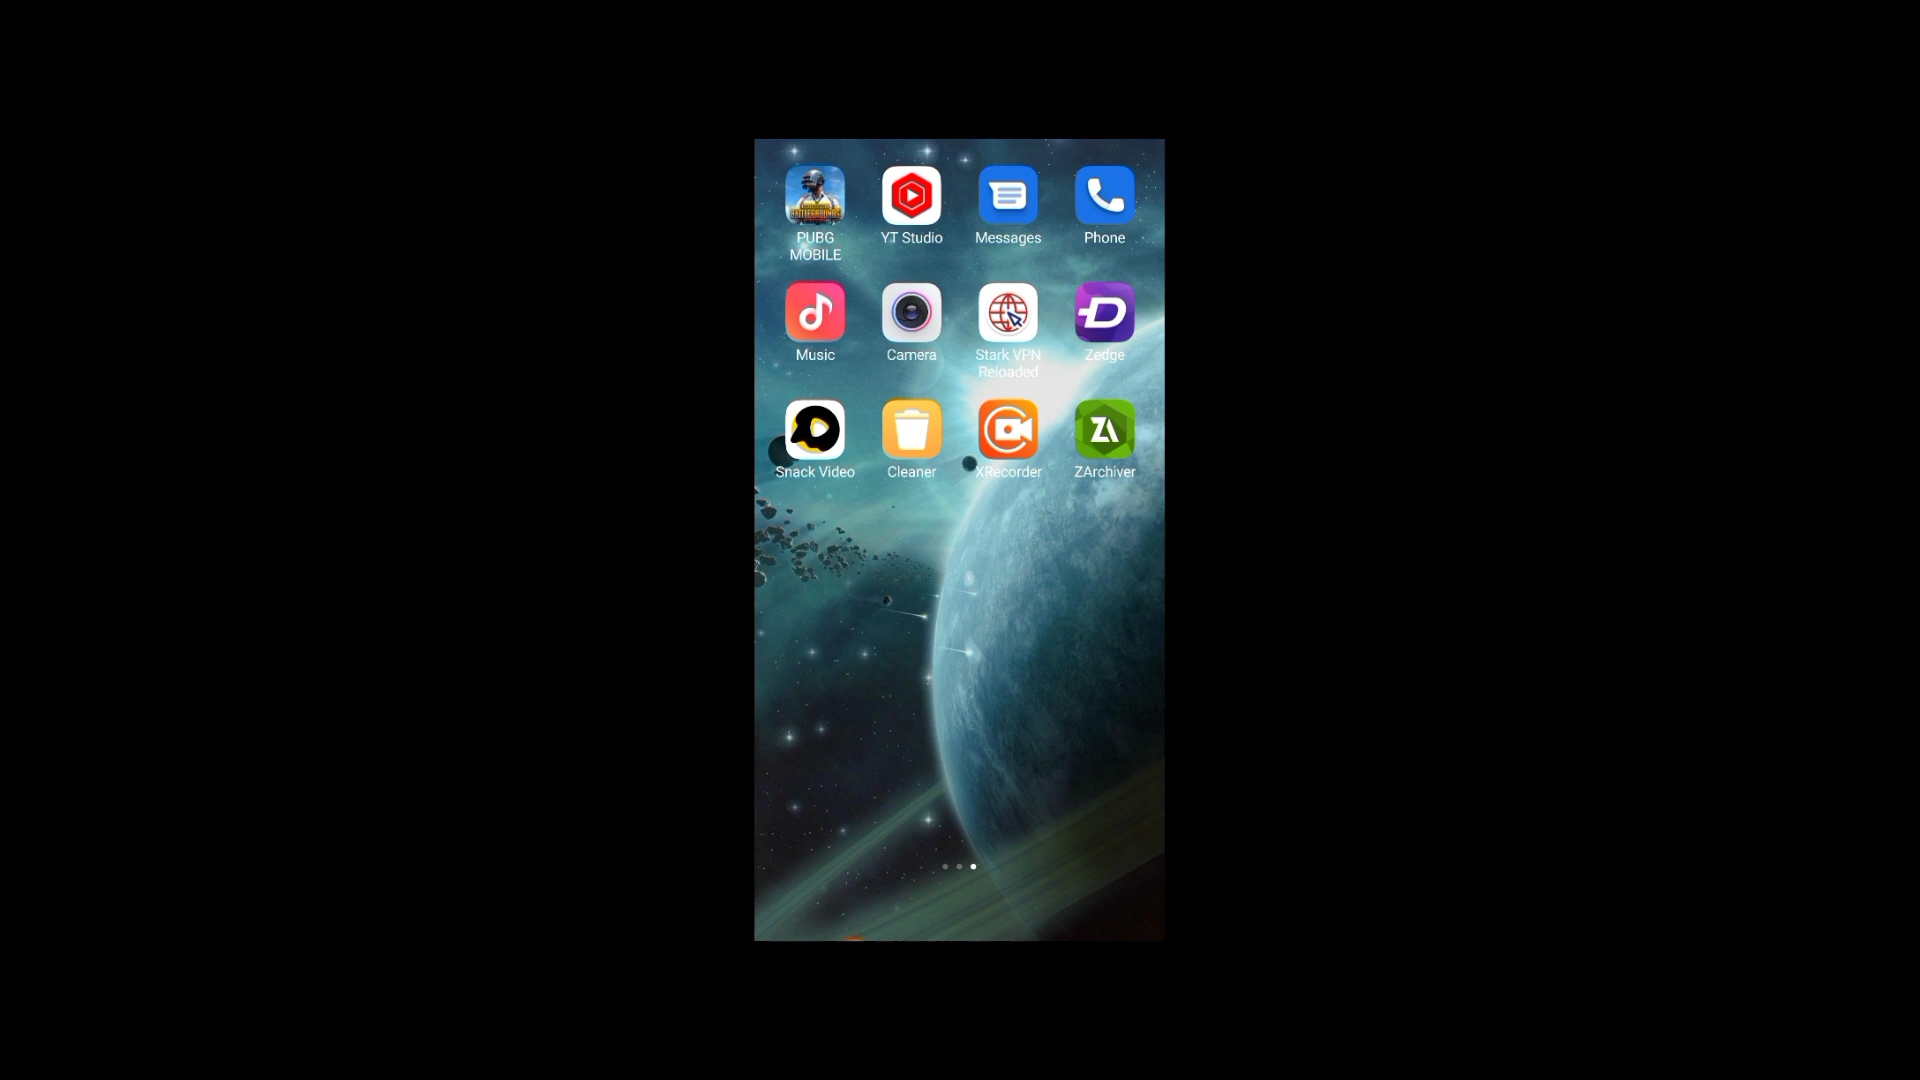 PUBG
MOBILE
YT Studio
Messages
Phone
Music
Camera
Stark VPN
Reloaded
Zedge
Snack Video
Cleaner
XRecorder
ZArchiver